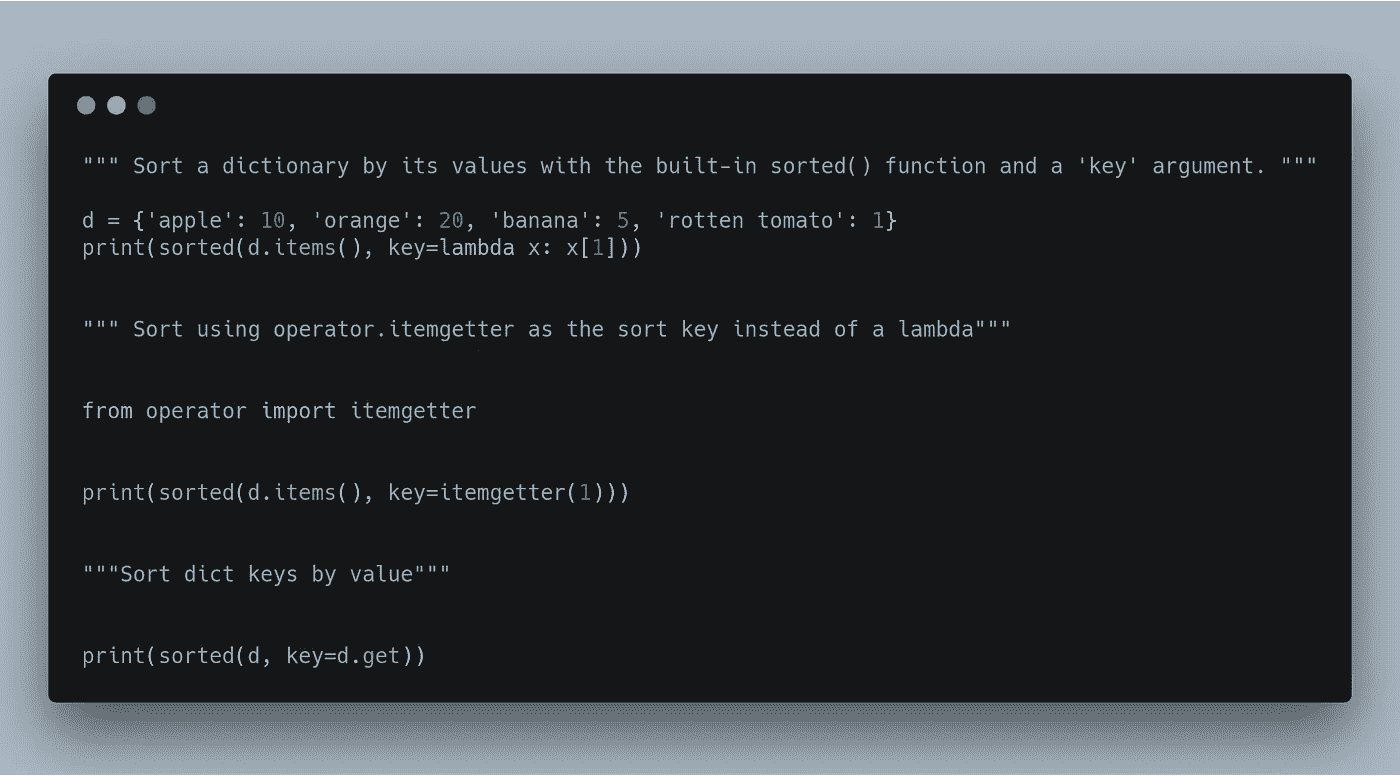 """ Sort a dictionary by its values with the built-in sorted() function and a 'key' argument. """
d = {'apple': 10, 'orange': 20, 'banana': 5, 'rotten tomato': 1}
print(sorted(d.items(), key=lambda x: x[1]))
""" Sort using operator.itemgetter as the sort key instead of a lambda"""
from operator import itemgetter
print(sorted(d.items(), key=itemgetter(1)))
"""Sort dict keys by value"""
print(sorted(d, key=d.get))